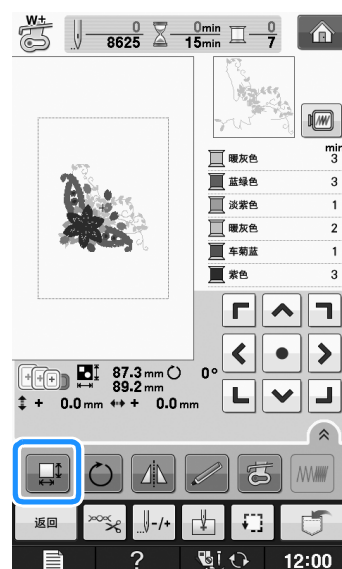 W+
0 0min 0
8625 15min 7
min
暖灰色 3
蓝绿色 3
淡紫色 1
暖灰色 2
车菊蓝 1
紫色 3
87.3 mm 0°
89.2 mm
+ 0.0 mm + 0.0 mm
返回 -/+
? 12:00